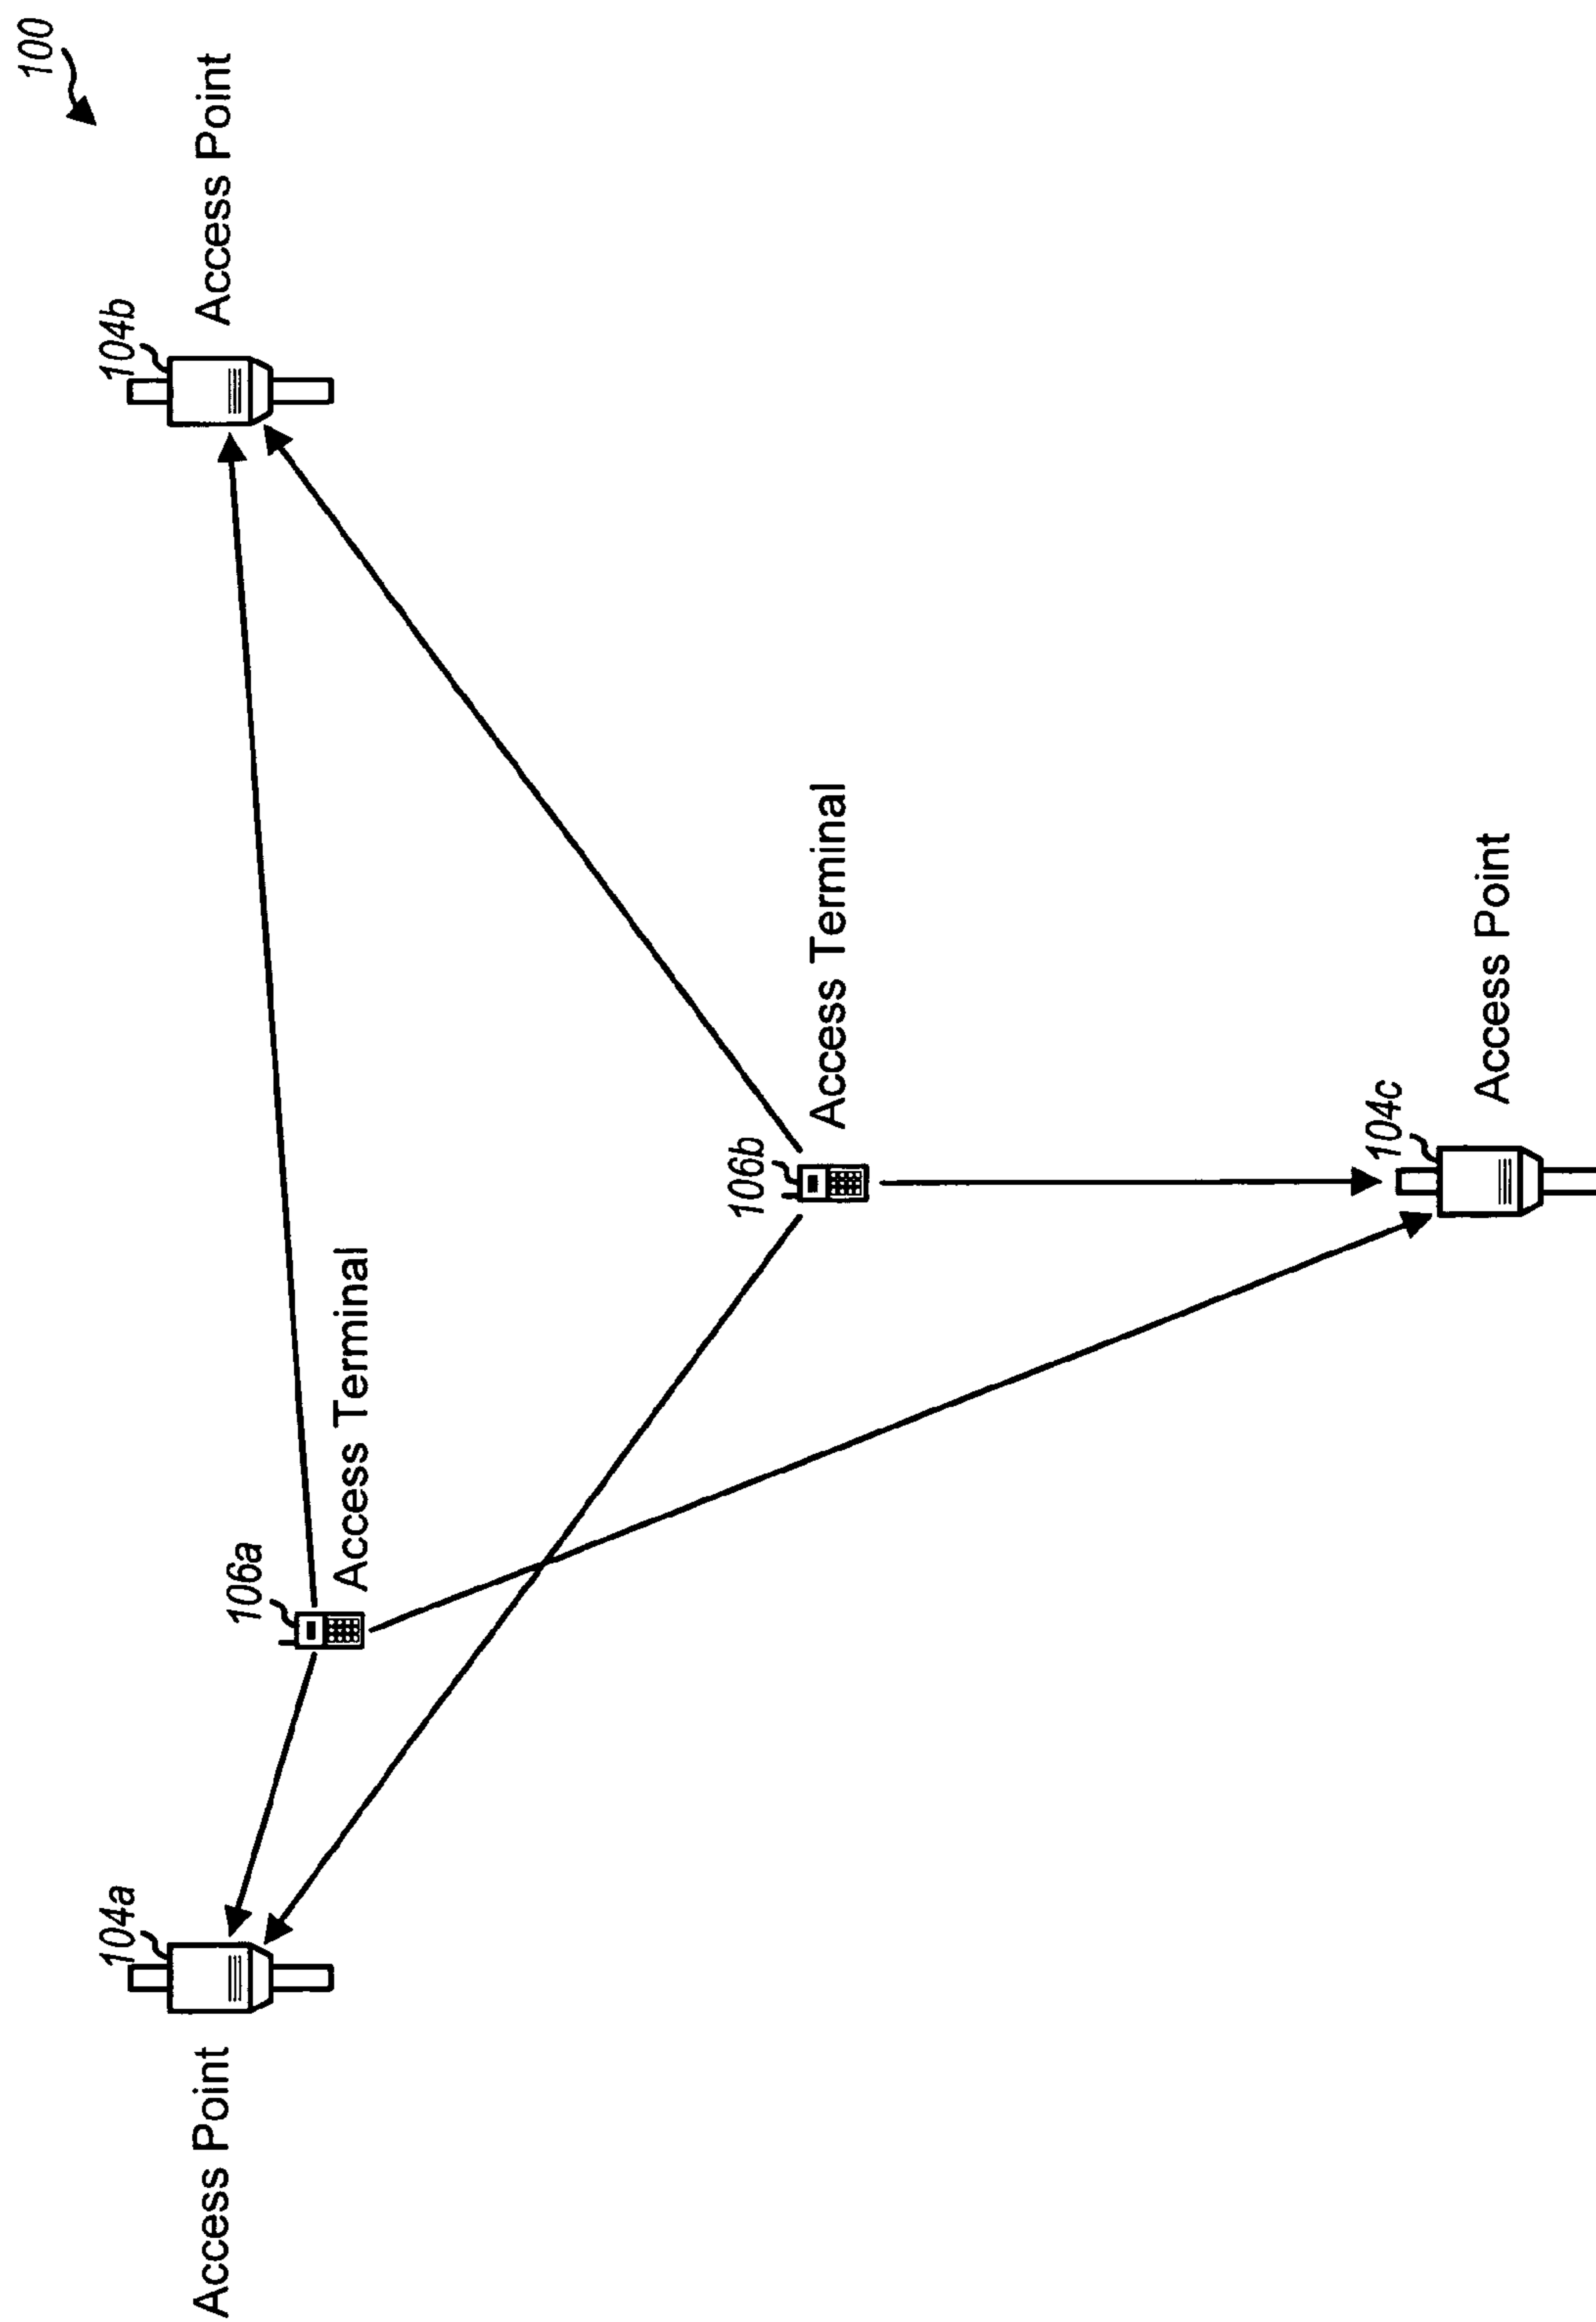 100
104b
Access Point
106b
Access Terminal
104c
Access Point
106a
Access Terminal
104a
Access Point